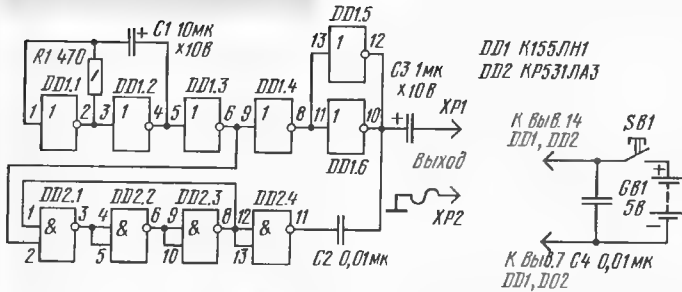 C1 10мк
×10В
R1 470
DD1.1
DD1.2
DD1.3
DD1.4
DD1.5
DD1.6
1
1
2
3
1
4
5
1
6
9
1
8
13
1
12
11
1
10
C3 1мк
×10В
XP1
Выход
XP2
DD1 К155ЛН1
DD2 КР531ЛА3
К Выв.14
DD1, DD2
SB1
GB1
5В
+
−
К Выв.7 C4 0,01мк
DD1, DD2
DD2.1
DD2.2
DD2.3
DD2.4
1
2
&
3
4
5
&
6
9
10
&
8
12
13
&
11
C2 0,01мк